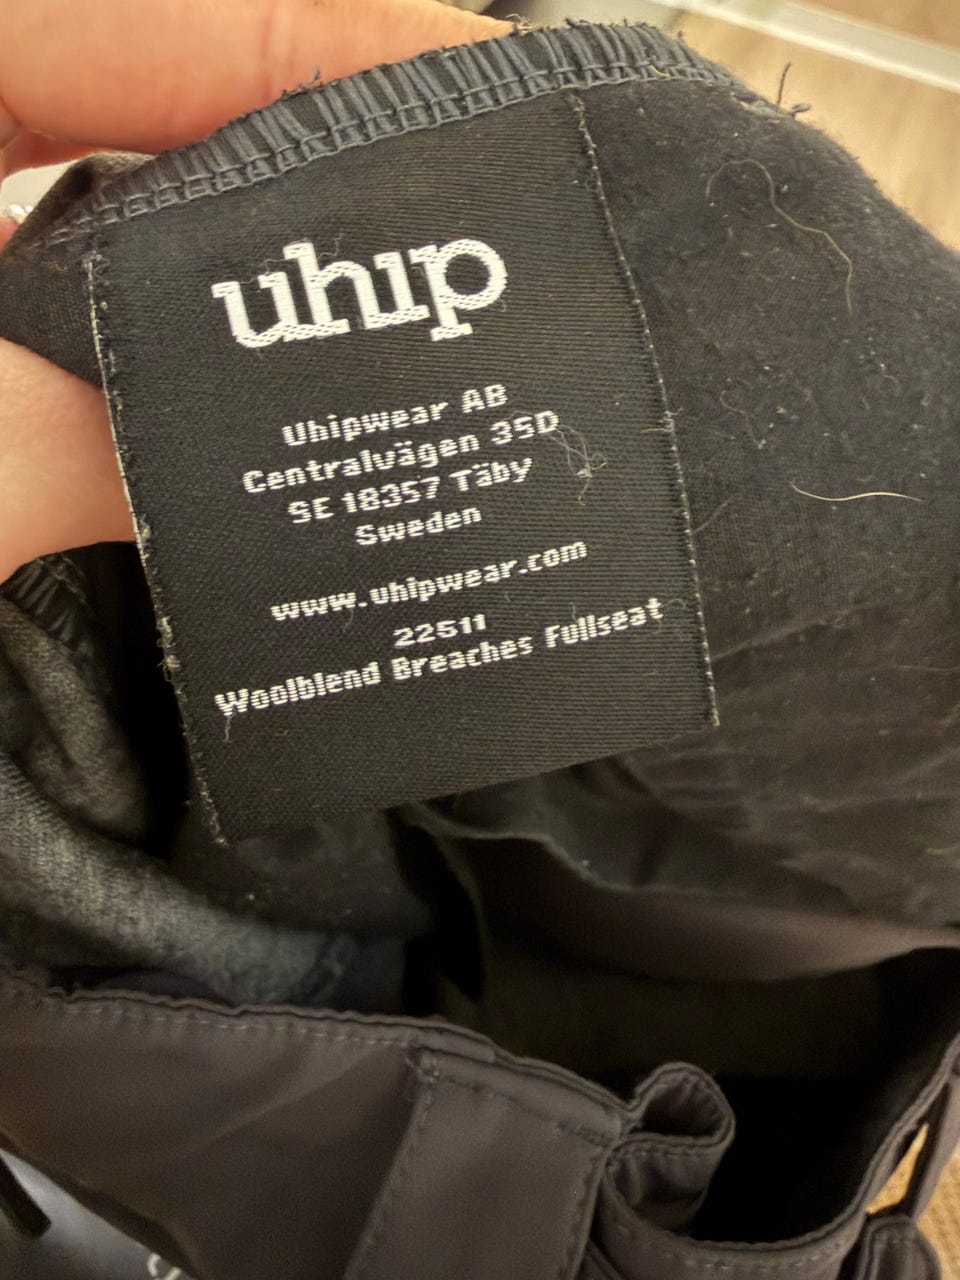 uhip
Uhipwear AB
Centralvägen 35D
SE 18357 Täby
Sweden
www.uhipwear.com
22511
Woolblend Breaches Fullseat